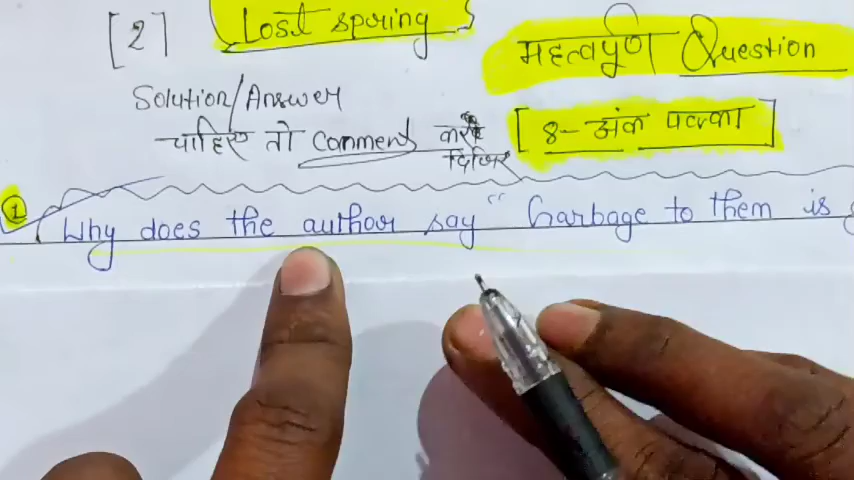 [2] Lost spring
महत्वपूर्ण Question
Solution/Answer
चाहिए तो comment करके दिजिए
[8-अंक पक्का]
1 Why does the author say "Garbage to them is